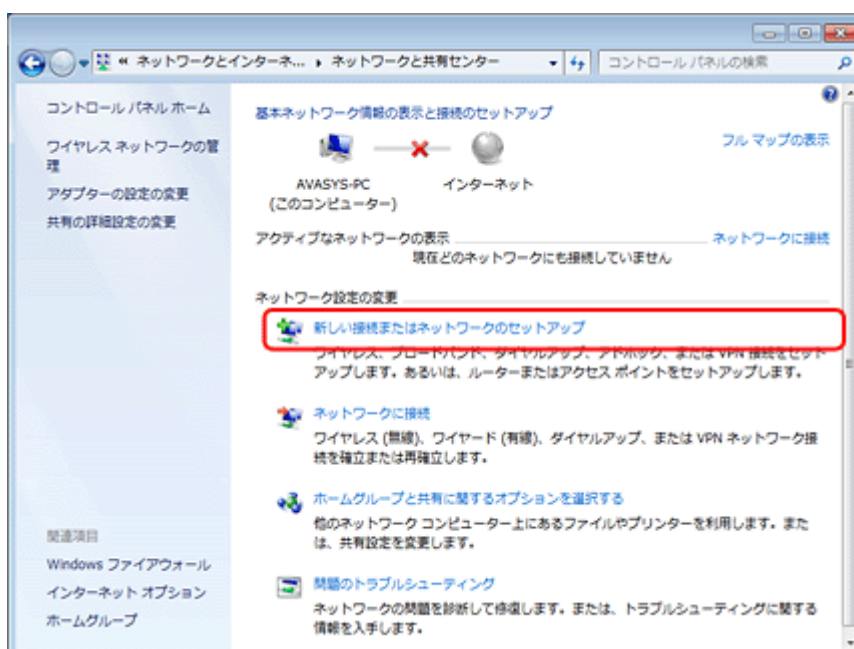 « ネットワークとインターネ... ▸ ネットワークと共有センター
コントロール パネルの検索
コントロール パネル ホーム
ワイヤレス ネットワークの管
理
アダプターの設定の変更
共有の詳細設定の変更
基本ネットワーク情報の表示と接続のセットアップ
フル マップの表示
AVASYS-PC
(このコンピューター)
インターネット
アクティブなネットワークの表示
ネットワークに接続
現在どのネットワークにも接続していません
ネットワーク設定の変更
新しい接続またはネットワークのセットアップ
ワイヤレス、ブロードバンド、ダイヤルアップ、アドホック、または VPN 接続をセット
アップします。あるいは、ルーターまたはアクセス ポイントをセットアップします。
ネットワークに接続
ワイヤレス (無線)、ワイヤード (有線)、ダイヤルアップ、または VPN ネットワーク接
続を確立または再確立します。
ホームグループと共有に関するオプションを選択する
他のネットワーク コンピューター上にあるファイルやプリンターを利用します。また
は、共有設定を変更します。
問題のトラブルシューティング
ネットワークの問題を診断して修復します。または、トラブルシューティングに関する
情報を入手します。
関連項目
Windows ファイアウォール
インターネット オプション
ホームグループ